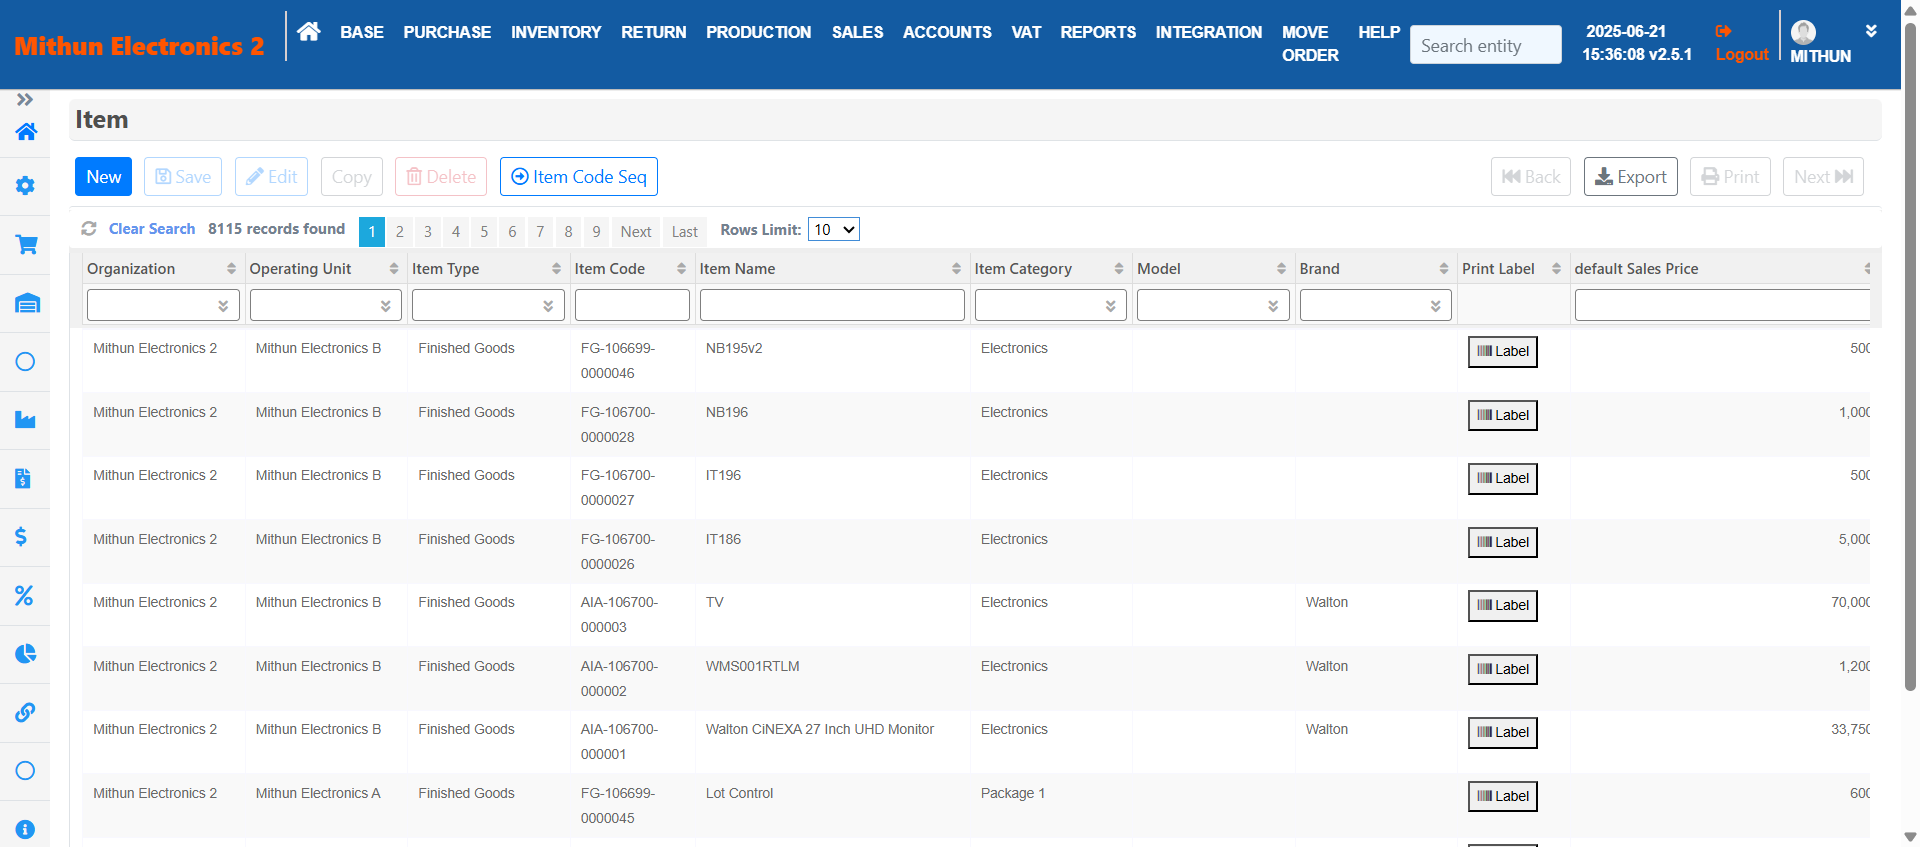 Mithun Electronics 2
BASE PURCHASE INVENTORY RETURN PRODUCTION SALES ACCOUNTS VAT REPORTS INTEGRATION MOVE ORDER HELP
Search entity
2025-06-21
15:36:08 v2.5.1
Logout
MITHUN
Item
New Save Edit Copy Delete Item Code Seq Back Export Print Next
Clear Search 8115 records found 1 2 3 4 5 6 7 8 9 Next Last Rows Limit: 10
Organization Operating Unit Item Type Item Code Item Name Item Category Model Brand Print Label default Sales Price
Mithun Electronics 2 Mithun Electronics B Finished Goods FG-106699-0000046 NB195v2 Electronics Label 500
Mithun Electronics 2 Mithun Electronics B Finished Goods FG-106700-0000028 NB196 Electronics Label 1,000
Mithun Electronics 2 Mithun Electronics B Finished Goods FG-106700-0000027 IT196 Electronics Label 500
Mithun Electronics 2 Mithun Electronics B Finished Goods FG-106700-0000026 IT186 Electronics Label 5,000
Mithun Electronics 2 Mithun Electronics B Finished Goods AIA-106700-000003 TV Electronics Walton Label 70,000
Mithun Electronics 2 Mithun Electronics B Finished Goods AIA-106700-000002 WMS001RTLM Electronics Walton Label 1,200
Mithun Electronics 2 Mithun Electronics B Finished Goods AIA-106700-000001 Walton CiNEXA 27 Inch UHD Monitor Electronics Walton Label 33,750
Mithun Electronics 2 Mithun Electronics A Finished Goods FG-106699-0000045 Lot Control Package 1 Label 600